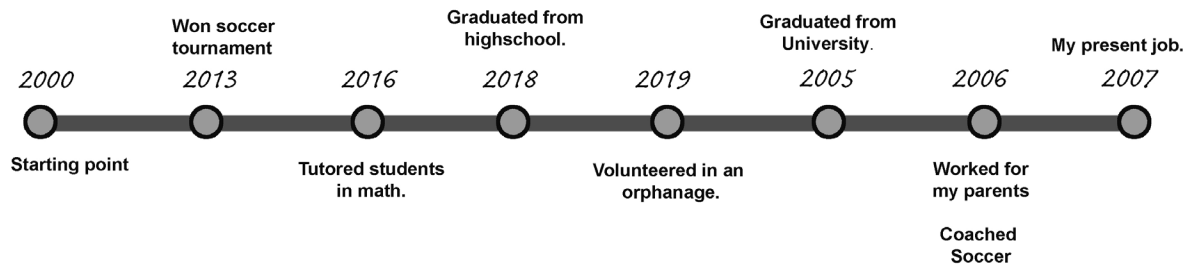 Won soccer
tournament
Graduated from
highschool.
Graduated from
University.
My present job.
2000
2013
2016
2018
2019
2005
2006
2007
Starting point
Tutored students
in math.
Volunteered in an
orphanage.
Worked for
my parents
Coached
Soccer